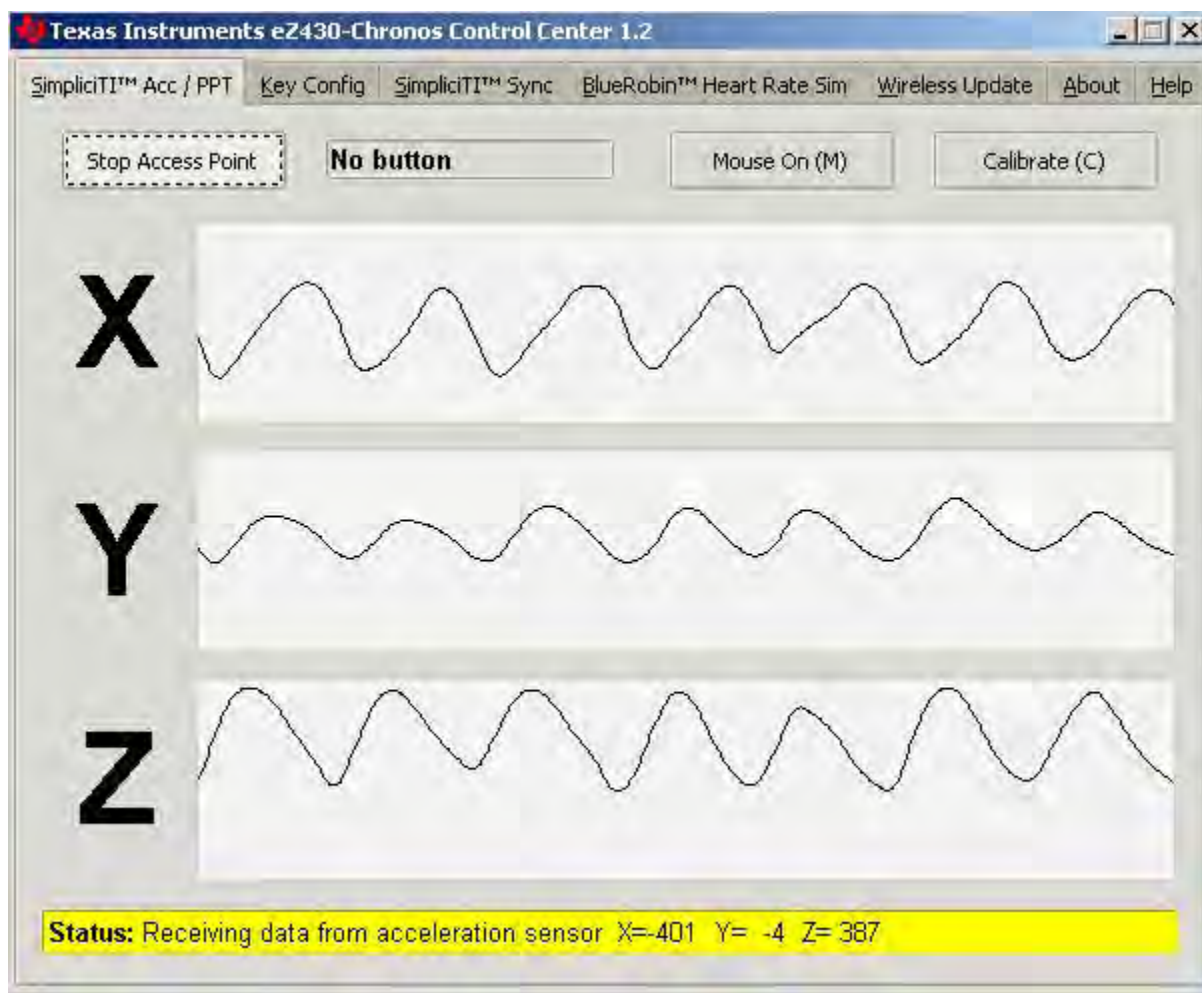 Texas Instruments eZ430-Chronos Control Center 1.2
SimpliciTI™ Acc / PPT Key Config SimpliciTI™ Sync BlueRobin™ Heart Rate Sim Wireless Update About Help
Stop Access Point No button Mouse On (M) Calibrate (C)
X
Y
Z
Status: Receiving data from acceleration sensor X=-401 Y= -4 Z= 387